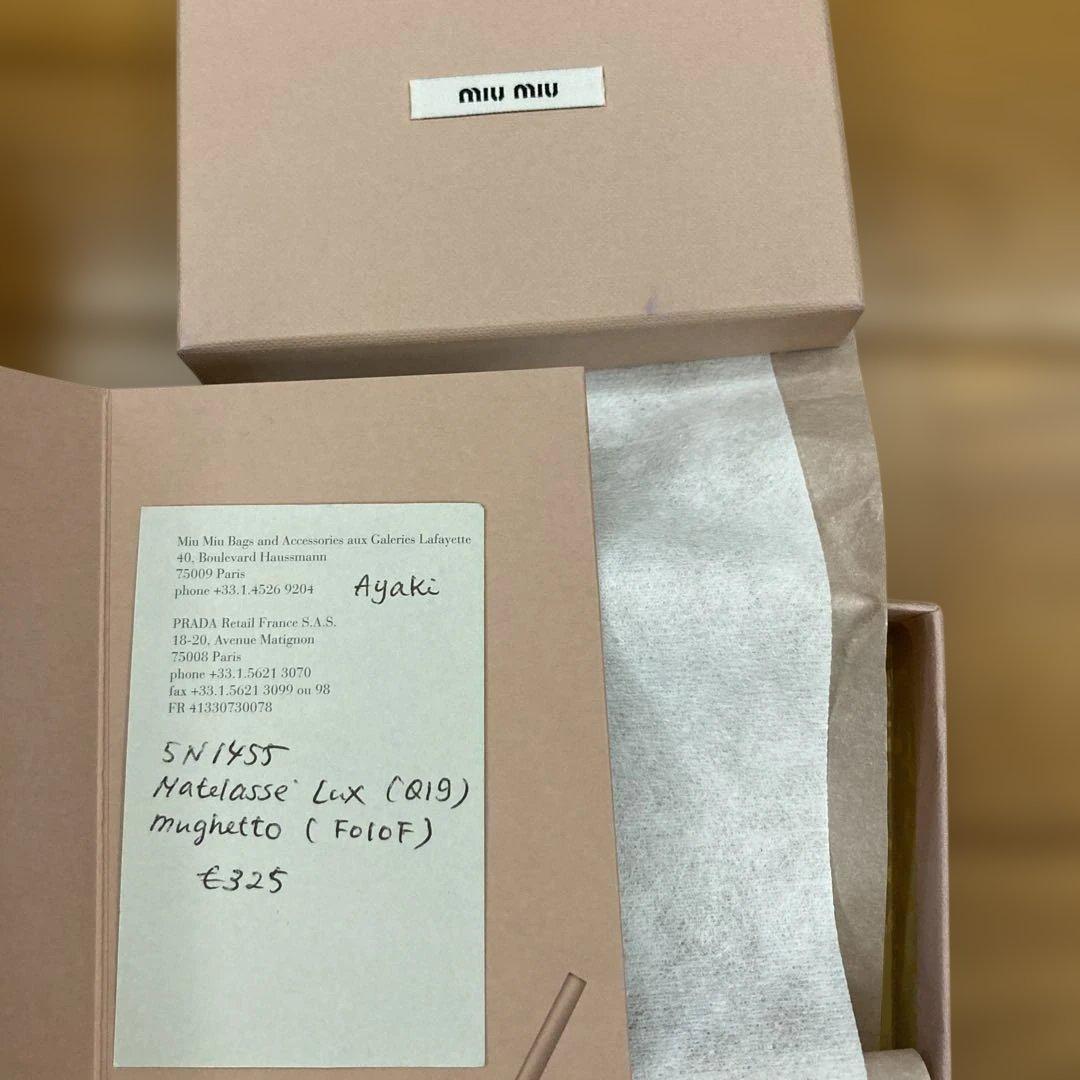 miu miu
Miu Miu Bags and Accessories aux Galeries Lafayette
40, Boulevard Haussmann
75009 Paris
phone +33.1.4526 9204
Ayaki
PRADA Retail France S.A.S.
18-20, Avenue Matignon
75008 Paris
phone +33.1.5621 3070
fax +33.1.5621 3099 ou 98
FR 41330730078
5N1455
Matelassé Lux (Q19)
mughetto (F010F)
€325